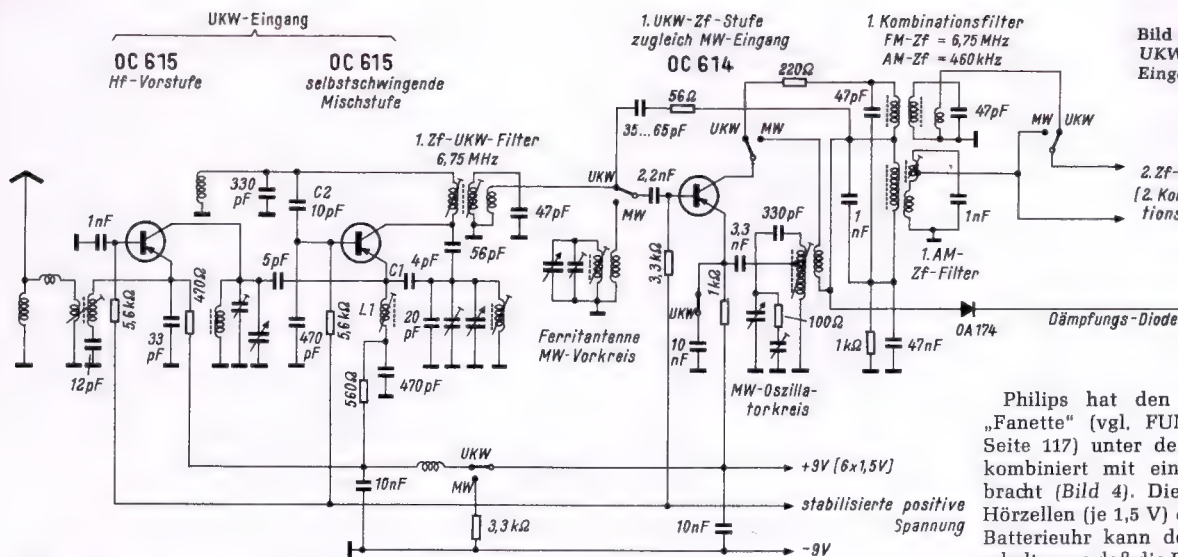 UKW-Eingang
OC 615
Hf-Vorstufe
OC 615
selbstschwingende
Mischstufe
1. UKW-Zf-Stufe
zugleich MW-Eingang
OC 614
1. Kombinationsfilter
FM-Zf = 6,75 MHz
AM-Zf = 460 kHz
Bild
UKW
Eing
220Ω
47pF
47pF
UKW
MW
MW
UKW
56Ω
35...65pF
1. Zf-UKW-Filter
6,75 MHz
330
pF
C2
10pF
UKW
2,2nF
MW
47pF
56pF
1nF
5pF
C1
4pF
1
nF
1nF
2. Zf-
(2. Kom
tions
330pF
3,3
nF
1. AM-
Zf-Filter
5,6kΩ
33
pF
470Ω
12pF
470
pF
5,6kΩ
L1
20
pF
470pF
560Ω
Ferritantenne
MW-Vorkreis
3,3kΩ
UKW
10
nF
1kΩ
100Ω
MW-Oszilla-
torkreis
1kΩ
47nF
OA174
Dämpfungs-Diode
10nF
UKW
MW
3,3kΩ
+9V (6x1,5V)
stabilisierte positive
Spannung
10nF
-9V
Philips hat den
„Fanette“ (vgl. FUN
Seite 117) unter de
kombiniert mit ein
bracht (Bild 4). Die
Hörzellen (je 1,5 V)
Batterieuhr kann de